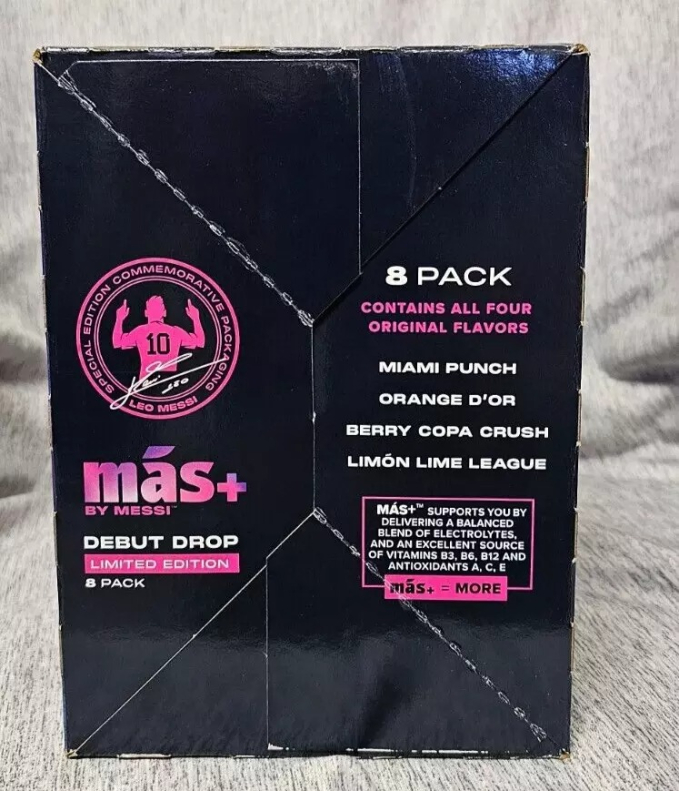 SPECIAL EDITION COMMEMORATIVE PACKAGING
10
Leo
LEO MESSI
más+
BY MESSI™
DEBUT DROP
LIMITED EDITION
8 PACK
8 PACK
CONTAINS ALL FOUR
ORIGINAL FLAVORS
MIAMI PUNCH
ORANGE D'OR
BERRY COPA CRUSH
LIMÓN LIME LEAGUE
MÁS+™ SUPPORTS YOU BY
DELIVERING A BALANCED
BLEND OF ELECTROLYTES,
AND AN EXCELLENT SOURCE
OF VITAMINS B3, B6, B12 AND
ANTIOXIDANTS A, C, E
más+ = MORE